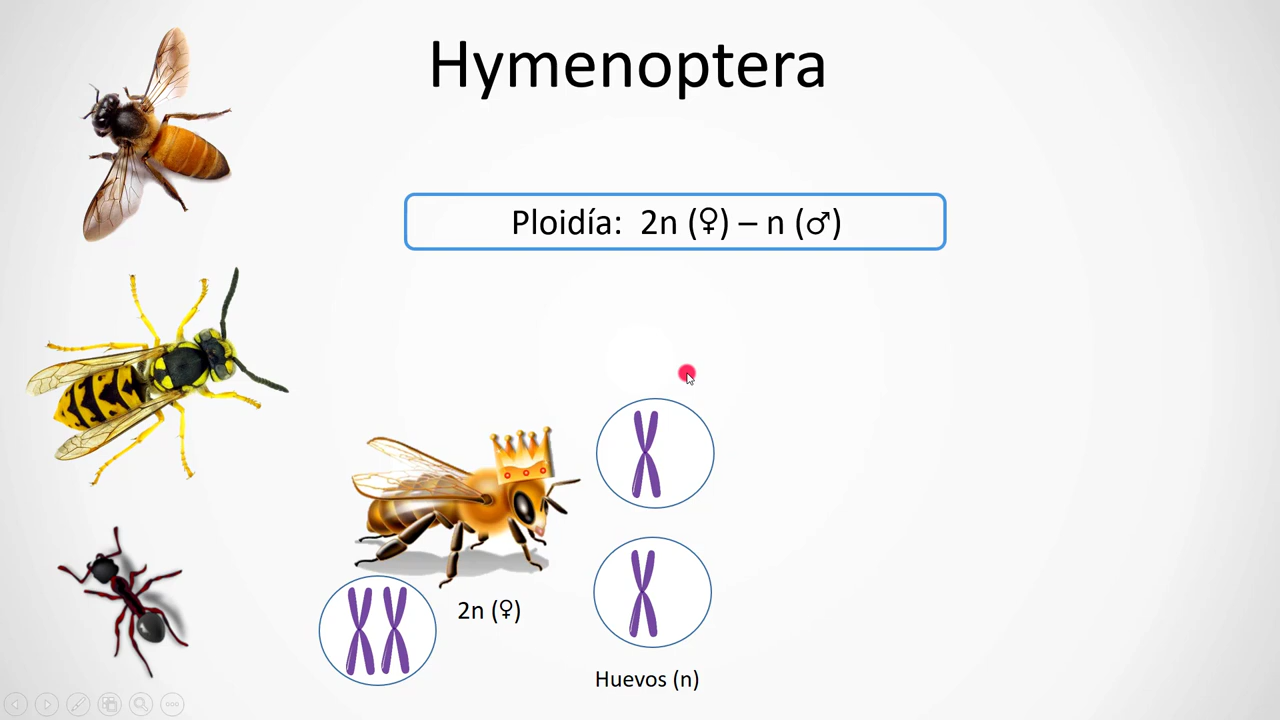 Hymenoptera
Ploidía: 2n (♀) – n (♂)
2n (♀)
Huevos (n)